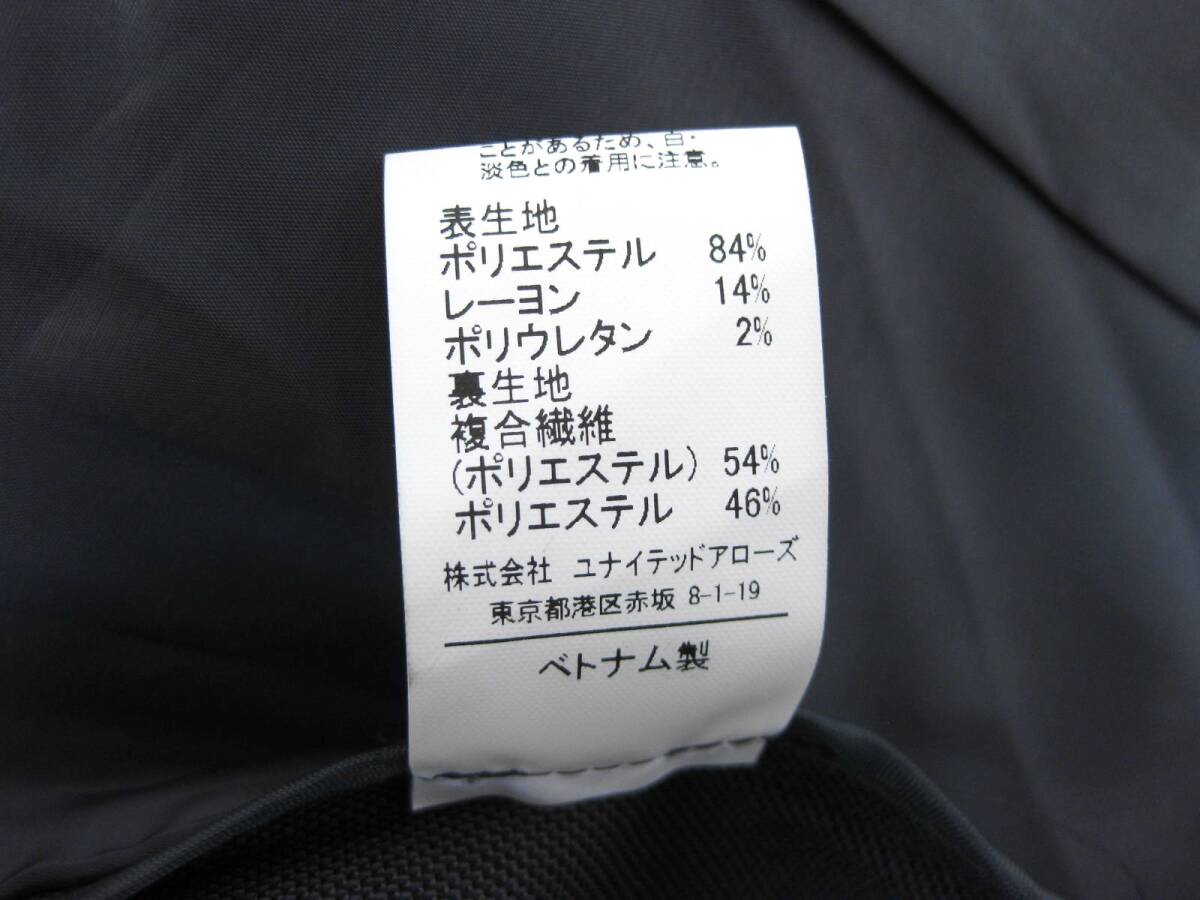 ことがあるため、白・
淡色との着用に注意。
表生地
ポリエステル 84%
レーヨン 14%
ポリウレタン 2%
裏生地
複合繊維
(ポリエステル) 54%
ポリエステル 46%
株式会社 ユナイテッドアローズ
東京都港区赤坂 8-1-19
ベトナム製